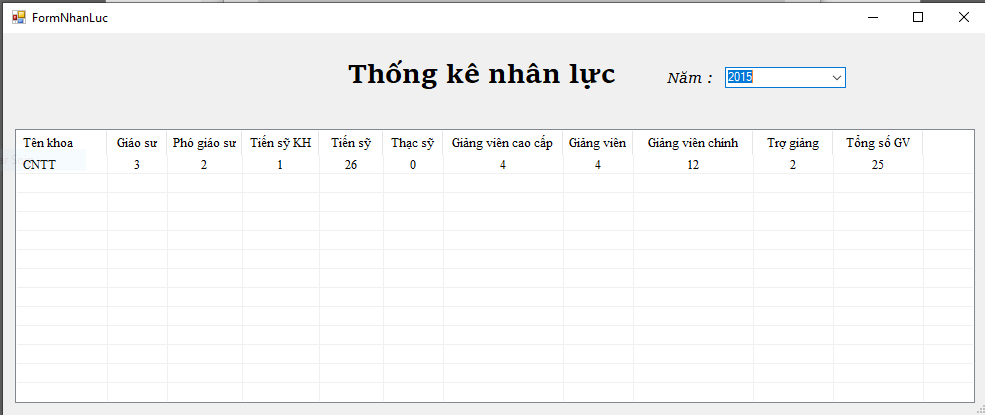 FormNhanLuc
Thống kê nhân lực
Năm :
2015
Tên khoa Giáo sư Phó giáo sư Tiến sỹ KH Tiến sỹ Thạc sỹ Giảng viên cao cấp Giảng viên Giảng viên chính Trợ giảng Tổng số GV
CNTT 3 2 1 26 0 4 4 12 2 25